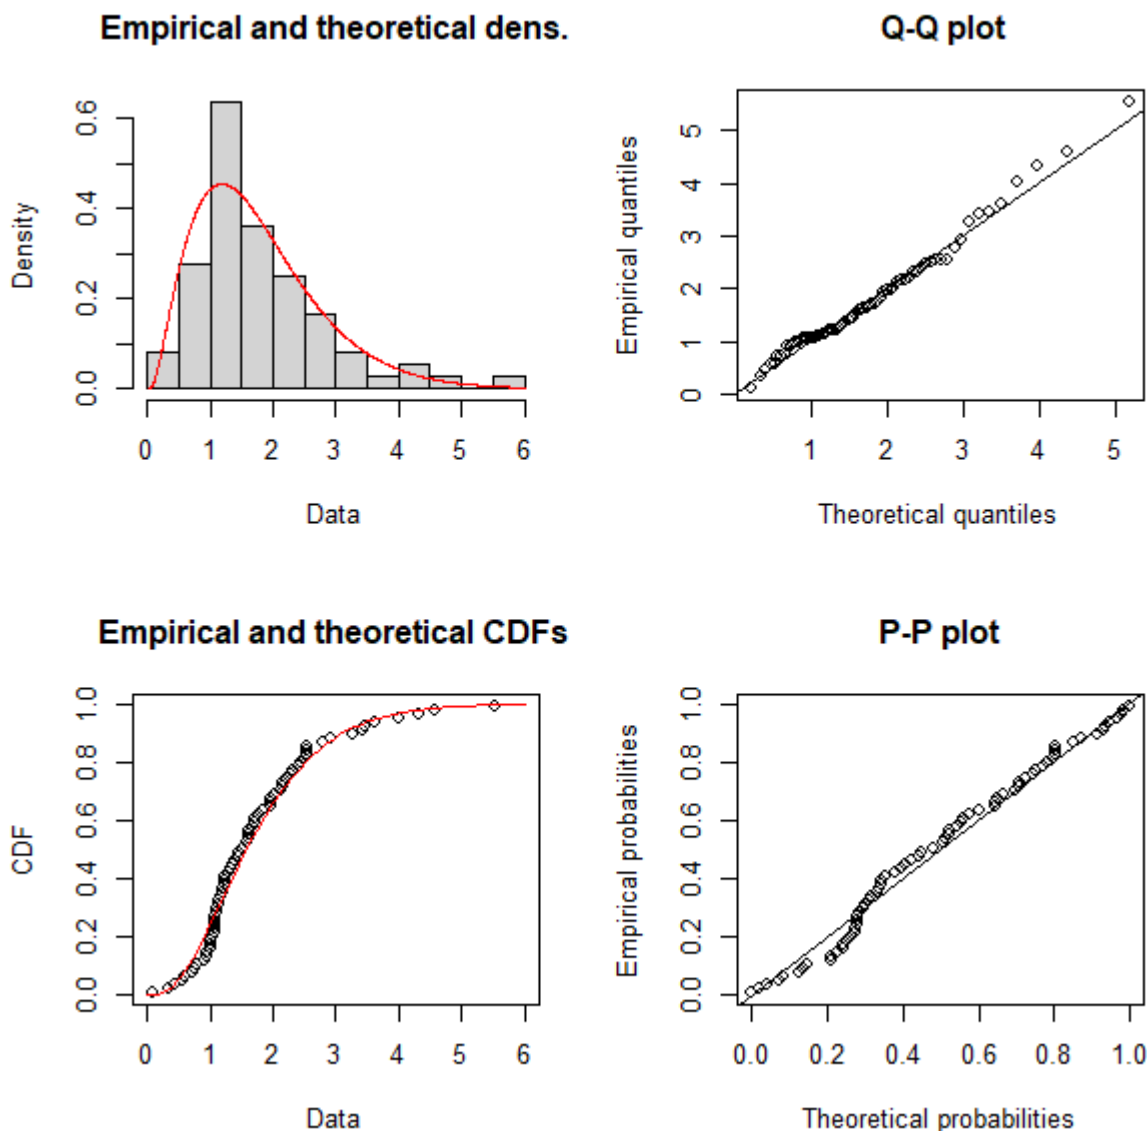 Empirical and theoretical dens.
Density
0.0 0.2 0.4 0.6
0 1 2 3 4 5 6
Data
Q-Q plot
Empirical quantiles
0 1 2 3 4 5
1 2 3 4 5
Theoretical quantiles
Empirical and theoretical CDFs
CDF
0.0 0.2 0.4 0.6 0.8 1.0
0 1 2 3 4 5 6
Data
P-P plot
Empirical probabilities
0.0 0.2 0.4 0.6 0.8 1.0
0.0 0.2 0.4 0.6 0.8 1.0
Theoretical probabilities